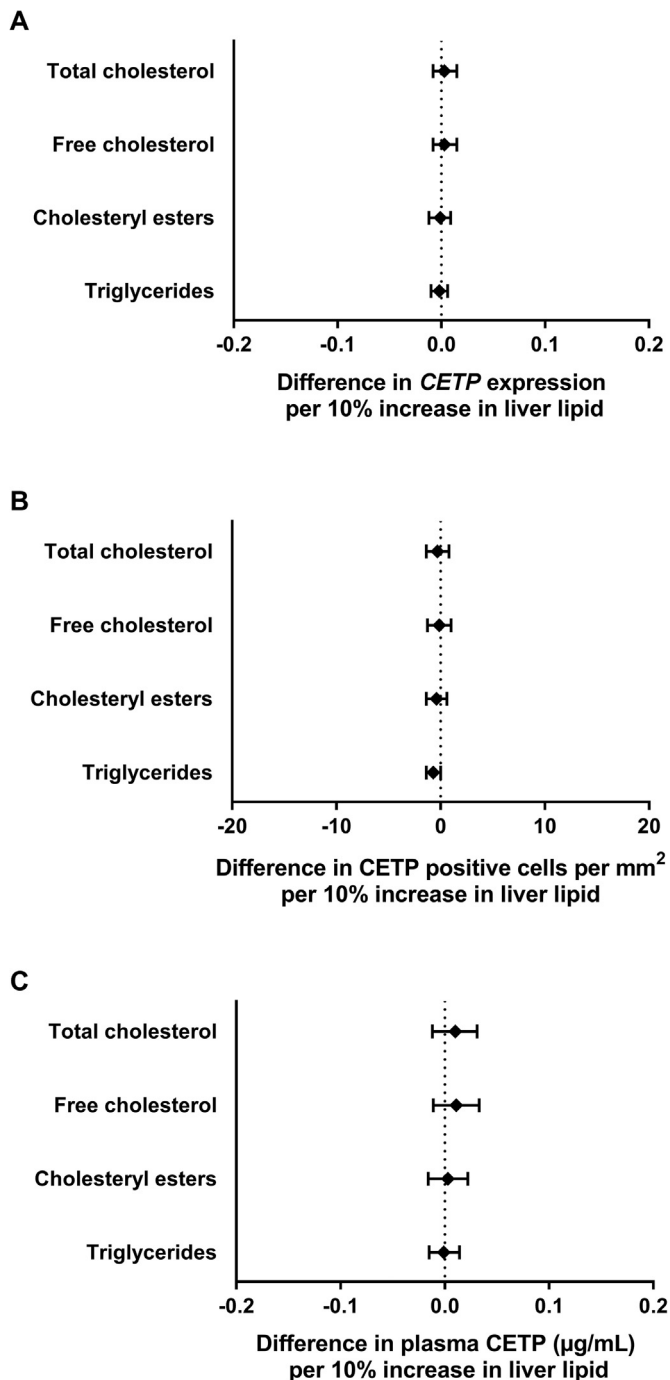 A
Total cholesterol
Free cholesterol
Cholesteryl esters
Triglycerides
-0.2 -0.1 0.0 0.1 0.2
Difference in CETP expression
per 10% increase in liver lipid
B
Total cholesterol
Free cholesterol
Cholesteryl esters
Triglycerides
-20 -10 0 10 20
Difference in CETP positive cells per mm²
per 10% increase in liver lipid
C
Total cholesterol
Free cholesterol
Cholesteryl esters
Triglycerides
-0.2 -0.1 0.0 0.1 0.2
Difference in plasma CETP (µg/mL)
per 10% increase in liver lipid